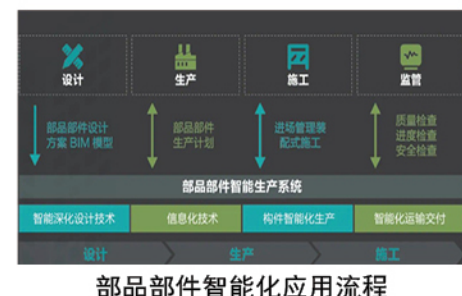 设计 生产 施工 监管
部品部件设计 部品部件 进场管理装 质量检查
方案 BIM 模型 生产计划 配式施工 进度检查
安全检查
部品部件智能生产系统
智能深化设计技术 信息化技术 构件智能化生产 智能化运输交付
设计 生产 施工
部品部件智能化应用流程